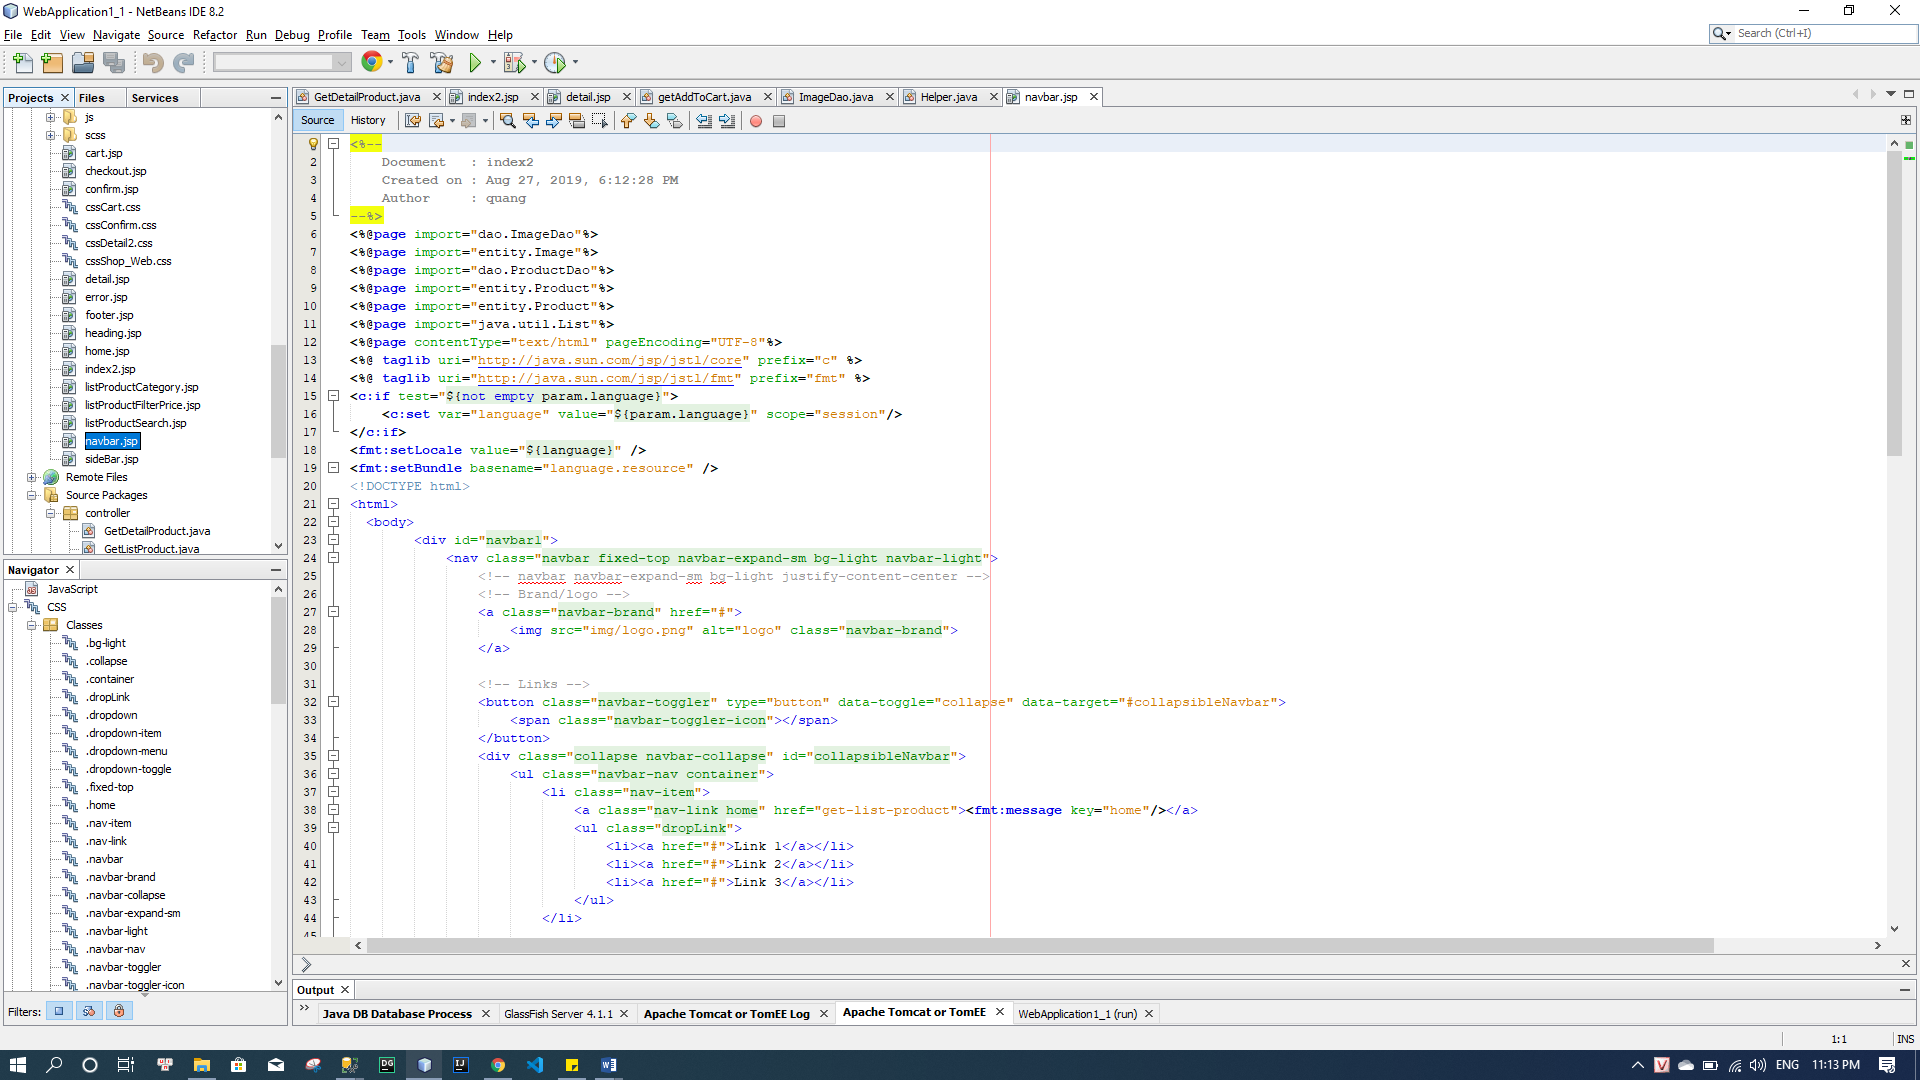 WebApplication1_1 - NetBeans IDE 8.2
File Edit View Navigate Source Refactor Run Debug Profile Team Tools Window Help
Search (Ctrl+I)
Projects Files Services
GetDetailProduct.java index2.jsp detail.jsp getAddToCart.java ImageDao.java Helper.java navbar.jsp
Source History
js
scss
cart.jsp
checkout.jsp
confirm.jsp
cssCart.css
cssConfirm.css
cssDetail2.css
cssShop_Web.css
detail.jsp
error.jsp
footer.jsp
heading.jsp
home.jsp
index2.jsp
listProductCategory.jsp
listProductFilterPrice.jsp
listProductSearch.jsp
navbar.jsp
sideBar.jsp
Remote Files
Source Packages
controller
GetDetailProduct.java
GetListProduct.java
Navigator
JavaScript
CSS
Classes
.bg-light
.collapse
.container
.dropLink
.dropdown
.dropdown-item
.dropdown-menu
.dropdown-toggle
.fixed-top
.home
.nav-item
.nav-link
.navbar
.navbar-brand
.navbar-collapse
.navbar-expand-sm
.navbar-light
.navbar-nav
.navbar-toggler
.navbar-toggler-icon
Filters:
<%--
2 Document : index2
3 Created on : Aug 27, 2019, 6:12:28 PM
4 Author : quang
5 --%>
6 <%@page import="dao.ImageDao"%>
7 <%@page import="entity.Image"%>
8 <%@page import="dao.ProductDao"%>
9 <%@page import="entity.Product"%>
10 <%@page import="entity.Product"%>
11 <%@page import="java.util.List"%>
12 <%@page contentType="text/html" pageEncoding="UTF-8"%>
13 <%@ taglib uri="http://java.sun.com/jsp/jstl/core" prefix="c" %>
14 <%@ taglib uri="http://java.sun.com/jsp/jstl/fmt" prefix="fmt" %>
15 <c:if test="${not empty param.language}">
16 <c:set var="language" value="${param.language}" scope="session"/>
17 </c:if>
18 <fmt:setLocale value="${language}" />
19 <fmt:setBundle basename="language.resource" />
20 <!DOCTYPE html>
21 <html>
22 <body>
23 <div id="navbar1">
24 <nav class="navbar fixed-top navbar-expand-sm bg-light navbar-light">
25 <!-- navbar navbar-expand-sm bg-light justify-content-center -->
26 <!-- Brand/logo -->
27 <a class="navbar-brand" href="#">
28 <img src="img/logo.png" alt="logo" class="navbar-brand">
29 </a>
30
31 <!-- Links -->
32 <button class="navbar-toggler" type="button" data-toggle="collapse" data-target="#collapsibleNavbar">
33 <span class="navbar-toggler-icon"></span>
34 </button>
35 <div class="collapse navbar-collapse" id="collapsibleNavbar">
36 <ul class="navbar-nav container">
37 <li class="nav-item">
38 <a class="nav-link home" href="get-list-product"><fmt:message key="home"/></a>
39 <ul class="dropLink">
40 <li><a href="#">Link 1</a></li>
41 <li><a href="#">Link 2</a></li>
42 <li><a href="#">Link 3</a></li>
43 </ul>
44 </li>
45
Output
Java DB Database Process GlassFish Server 4.1.1 Apache Tomcat or TomEE Log Apache Tomcat or TomEE WebApplication1_1 (run)
1:1 INS
DG IJ V ENG 11:13 PM